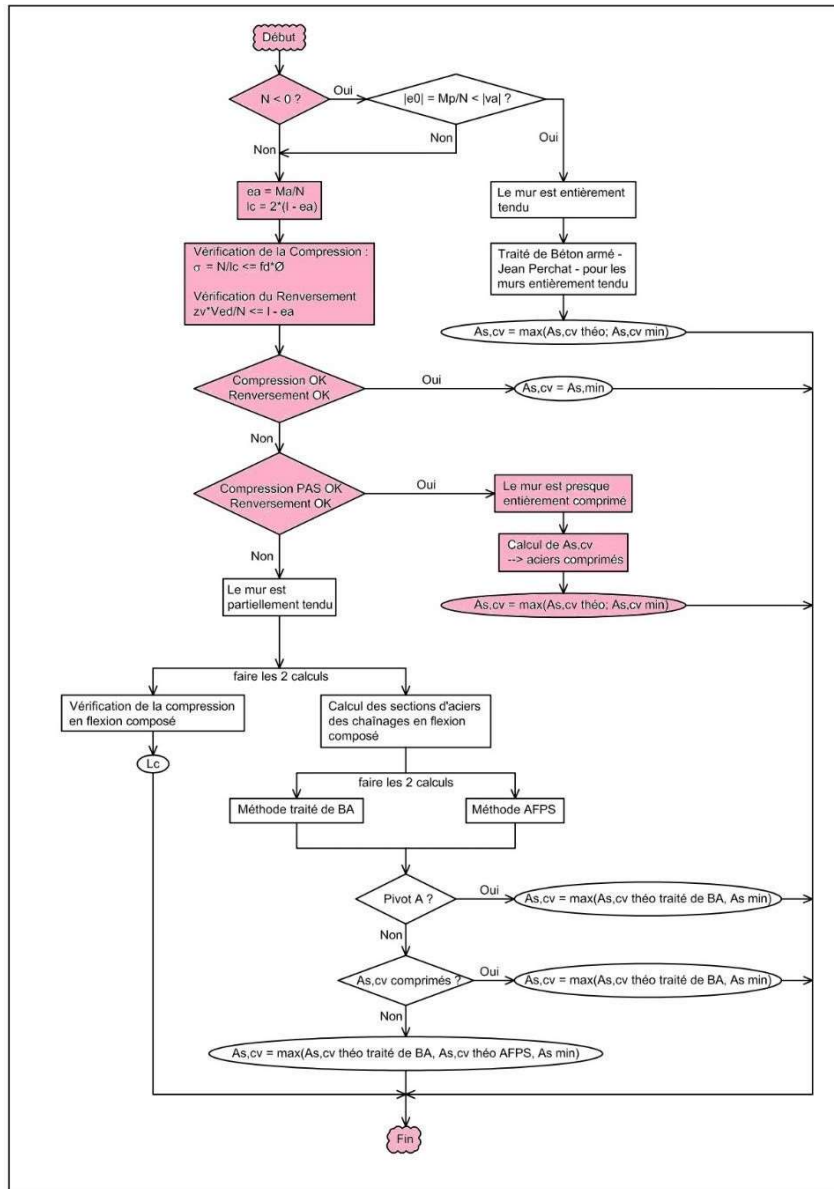 Début
N < 0 ?
Oui
|e0| = Mp/N < |va| ?
Non
Non
Oui
ea = Ma/N
lc = 2*(l - ea)
Le mur est entièrement
tendu
Vérification de la Compression :
σ = N/lc <= fd*Ø
Vérification du Renversement
zv*Ved/N <= l - ea
Traité de Béton armé -
Jean Perchat - pour les
murs entièrement tendu
As,cv = max(As,cv théo; As,cv min)
Compression OK
Renversement OK
Oui
As,cv = As,min
Non
Compression PAS OK
Renversement OK
Oui
Le mur est presque
entièrement comprimé
Non
Calcul de As,cv
--> aciers comprimés
Le mur est
partiellement tendu
As,cv = max(As,cv théo; As,cv min)
faire les 2 calculs
Vérification de la compression
en flexion composé
Calcul des sections d'aciers
des chaînages en flexion
composé
Lc
faire les 2 calculs
Méthode traité de BA
Méthode AFPS
Pivot A ?
Oui
As,cv = max(As,cv théo traité de BA, As min)
Non
As,cv comprimés ?
Oui
As,cv = max(As,cv théo traité de BA, As min)
Non
As,cv = max(As,cv théo traité de BA, As,cv théo AFPS, As min)
Fin